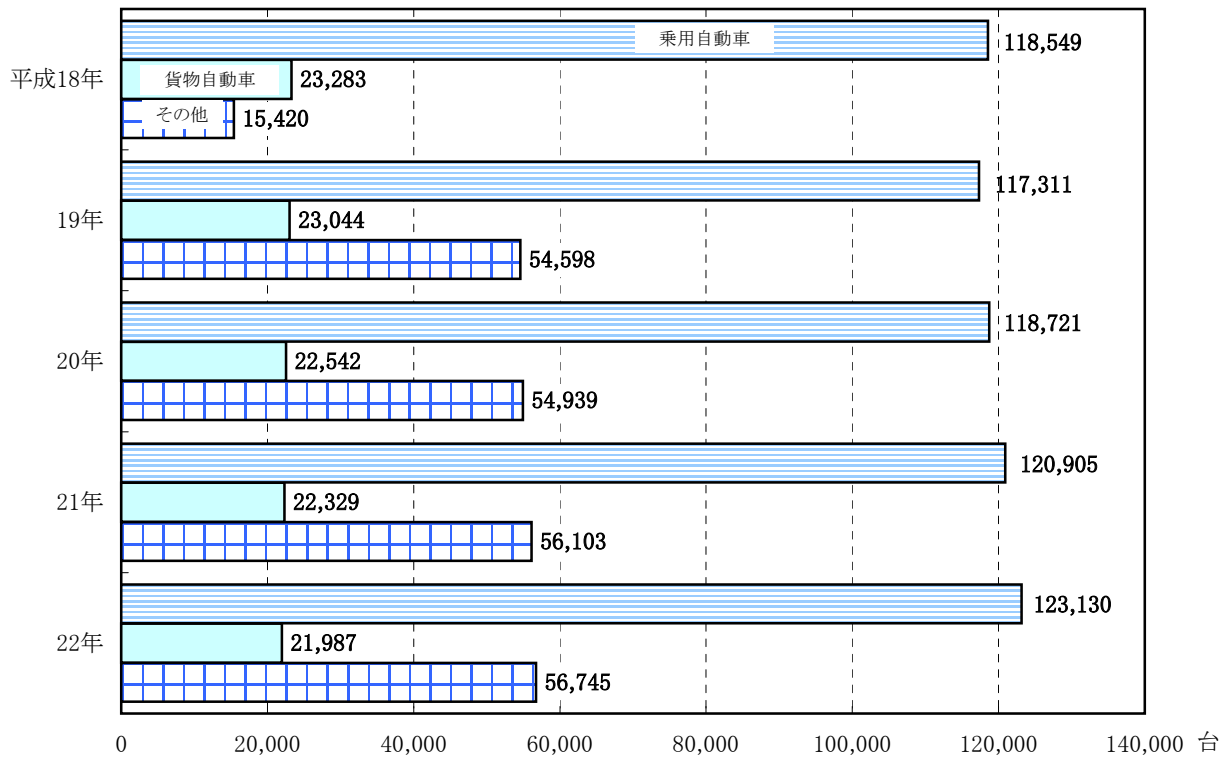 乗用自動車 118,549
平成18年 貨物自動車 23,283
その他 15,420
117,311
19年 23,044
54,598
118,721
20年 22,542
54,939
120,905
21年 22,329
56,103
123,130
22年 21,987
56,745
0 20,000 40,000 60,000 80,000 100,000 120,000 140,000 台